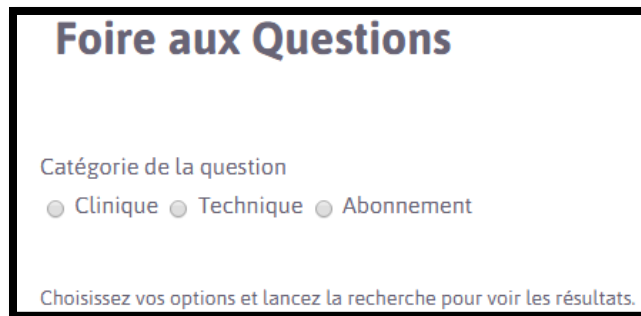 Foire aux Questions
Catégorie de la question
Clinique Technique Abonnement
Choisissez vos options et lancez la recherche pour voir les résultats.